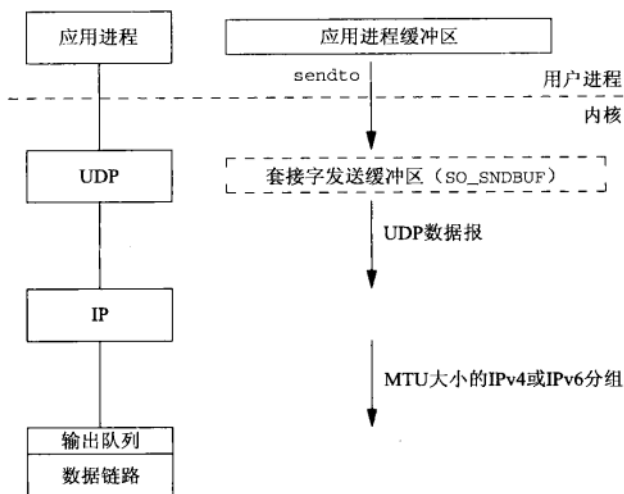 应用进程
应用进程缓冲区
sendto
用户进程
内核
UDP
套接字发送缓冲区（SO_SNDBUF）
UDP数据报
IP
MTU大小的IPv4或IPv6分组
输出队列
数据链路